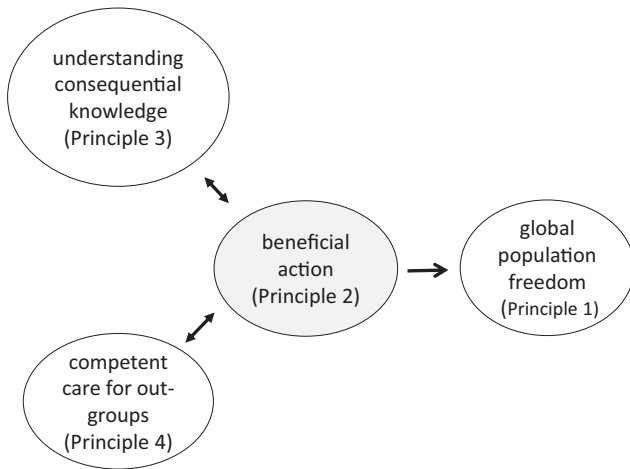 understanding
consequential
knowledge
(Principle 3)
beneficial
action
(Principle 2)
global
population
freedom
(Principle 1)
competent
care for out-
groups
(Principle 4)